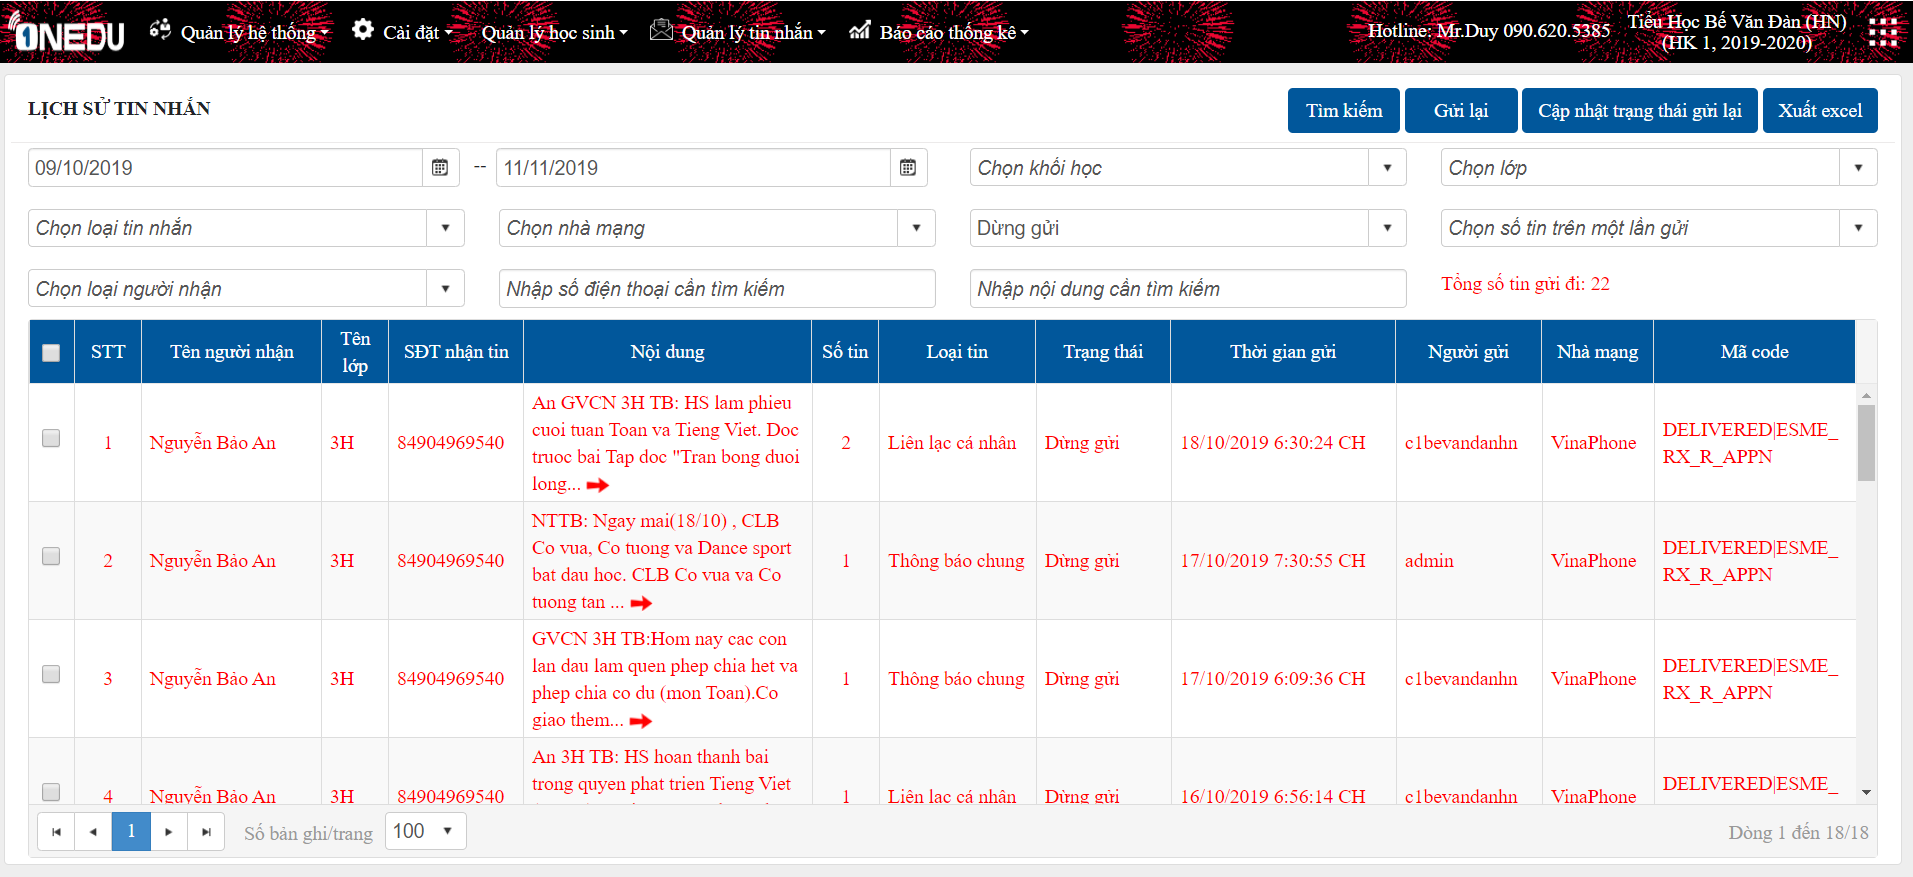 ONEDU
Quản lý hệ thống
Cài đặt
Quản lý học sinh
Quản lý tin nhắn
Báo cáo thống kê
Hotline: Mr.Duy 090.620.5385
Tiểu Học Bế Văn Đàn (HN)
(HK 1, 2019-2020)
LỊCH SỬ TIN NHẮN
Tìm kiếm
Gửi lại
Cập nhật trạng thái gửi lại
Xuất excel
09/10/2019 -- 11/11/2019
Chọn khối học
Chọn lớp
Chọn loại tin nhắn
Chọn nhà mạng
Dừng gửi
Chọn số tin trên một lần gửi
Chọn loại người nhận
Nhập số điện thoại cần tìm kiếm
Nhập nội dung cần tìm kiếm
Tổng số tin gửi đi: 22
STT
Tên người nhận
Tên
lớp
SĐT nhận tin
Nội dung
Số tin
Loại tin
Trạng thái
Thời gian gửi
Người gửi
Nhà mạng
Mã code
1
Nguyễn Bảo An
3H
84904969540
An GVCN 3H TB: HS lam phieu
cuoi tuan Toan va Tieng Viet. Doc
truoc bai Tap doc "Tran bong duoi
long...
2
Liên lạc cá nhân
Dừng gửi
18/10/2019 6:30:24 CH
c1bevandanhn
VinaPhone
DELIVERED|ESME_
RX_R_APPN
2
Nguyễn Bảo An
3H
84904969540
NTTB: Ngay mai(18/10) , CLB
Co vua, Co tuong va Dance sport
bat dau hoc. CLB Co vua va Co
tuong tan ...
1
Thông báo chung
Dừng gửi
17/10/2019 7:30:55 CH
admin
VinaPhone
DELIVERED|ESME_
RX_R_APPN
3
Nguyễn Bảo An
3H
84904969540
GVCN 3H TB:Hom nay cac con
lan dau lam quen phep chia het va
phep chia co du (mon Toan).Co
giao them...
1
Thông báo chung
Dừng gửi
17/10/2019 6:09:36 CH
c1bevandanhn
VinaPhone
DELIVERED|ESME_
RX_R_APPN
4
Nguyễn Bảo An
3H
84904969540
An 3H TB: HS hoan thanh bai
trong quyen phat trien Tieng Viet
1
Liên lạc cá nhân
Dừng gửi
16/10/2019 6:56:14 CH
c1bevandanhn
VinaPhone
DELIVERED|ESME_
1
Số bản ghi/trang
100
Dòng 1 đến 18/18